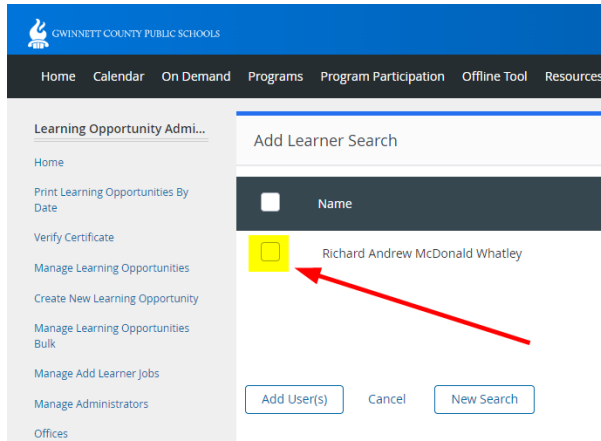 GWINNETT COUNTY PUBLIC SCHOOLS
Home Calendar On Demand Programs Program Participation Offline Tool Resources
Learning Opportunity Admi...
Home
Print Learning Opportunities By
Date
Verify Certificate
Manage Learning Opportunities
Create New Learning Opportunity
Manage Learning Opportunities
Bulk
Manage Add Learner Jobs
Manage Administrators
Offices
Add Learner Search
Name
Richard Andrew McDonald Whatley
Add User(s) Cancel New Search